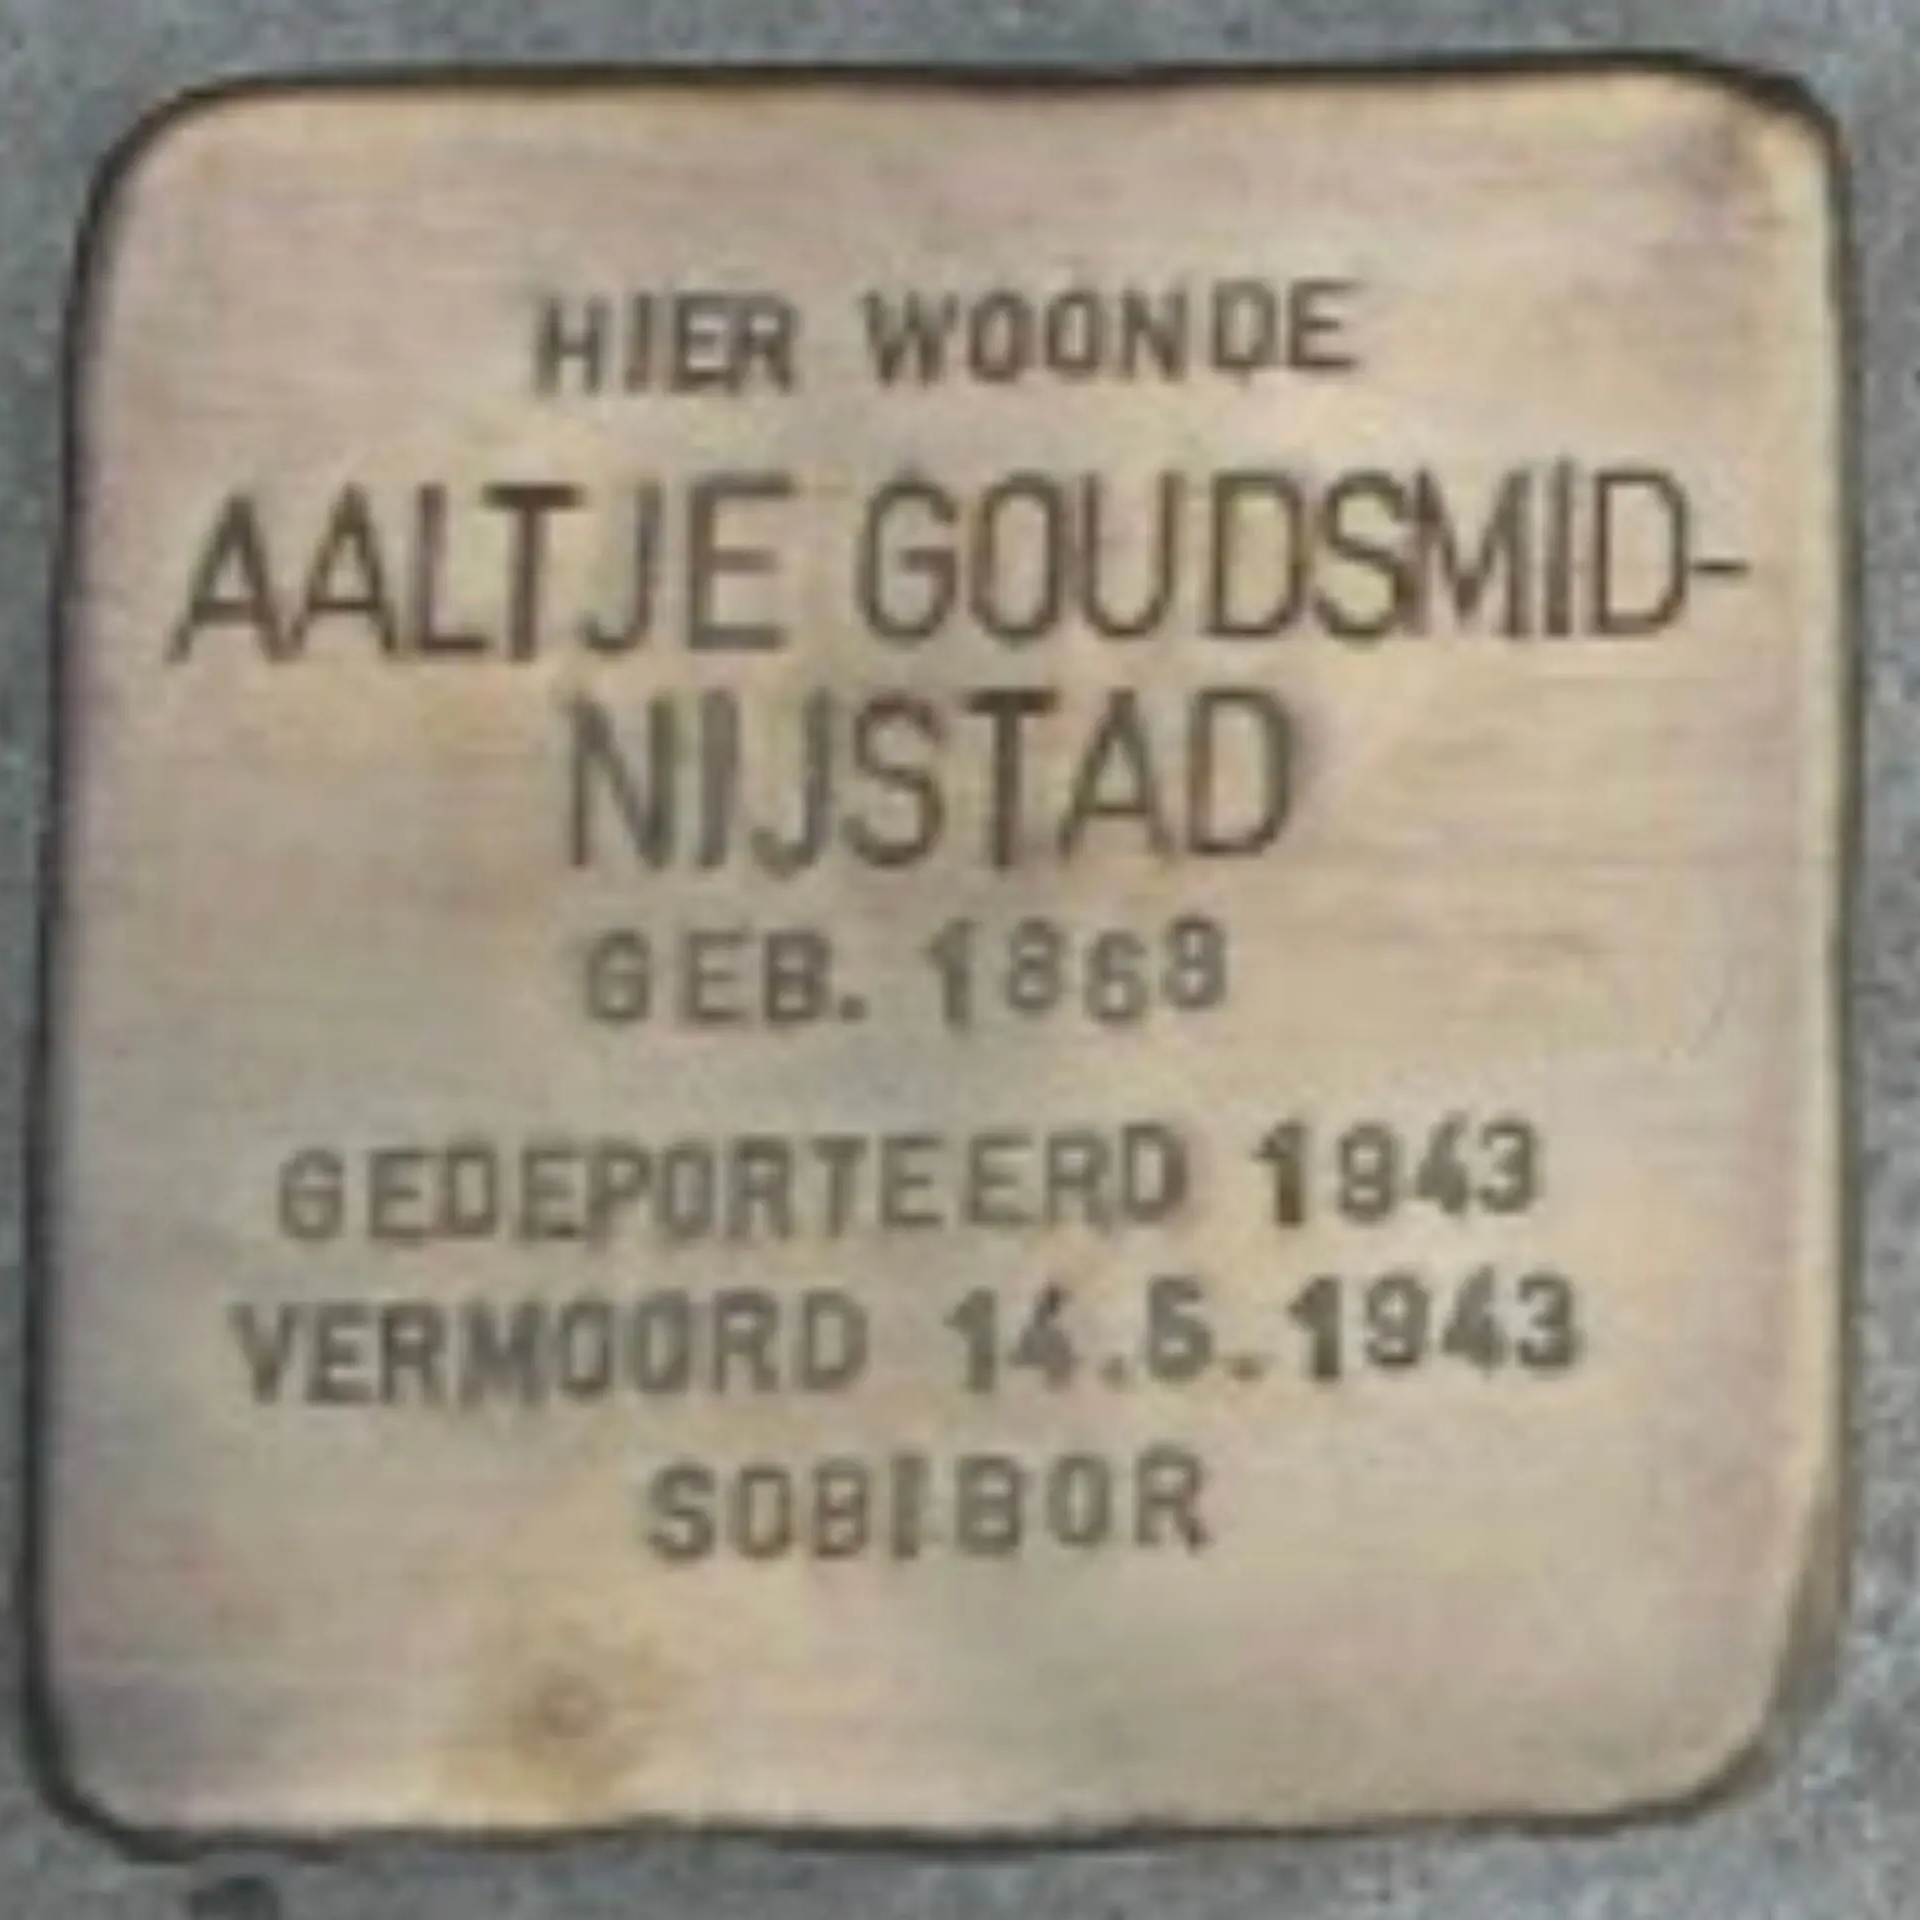 HIER WOONDE
AALTJE GOUDSMID-
NIJSTAD
GEB. 1868
GEDEPORTEERD 1943
VERMOORD 14.5.1943
SOBIBOR